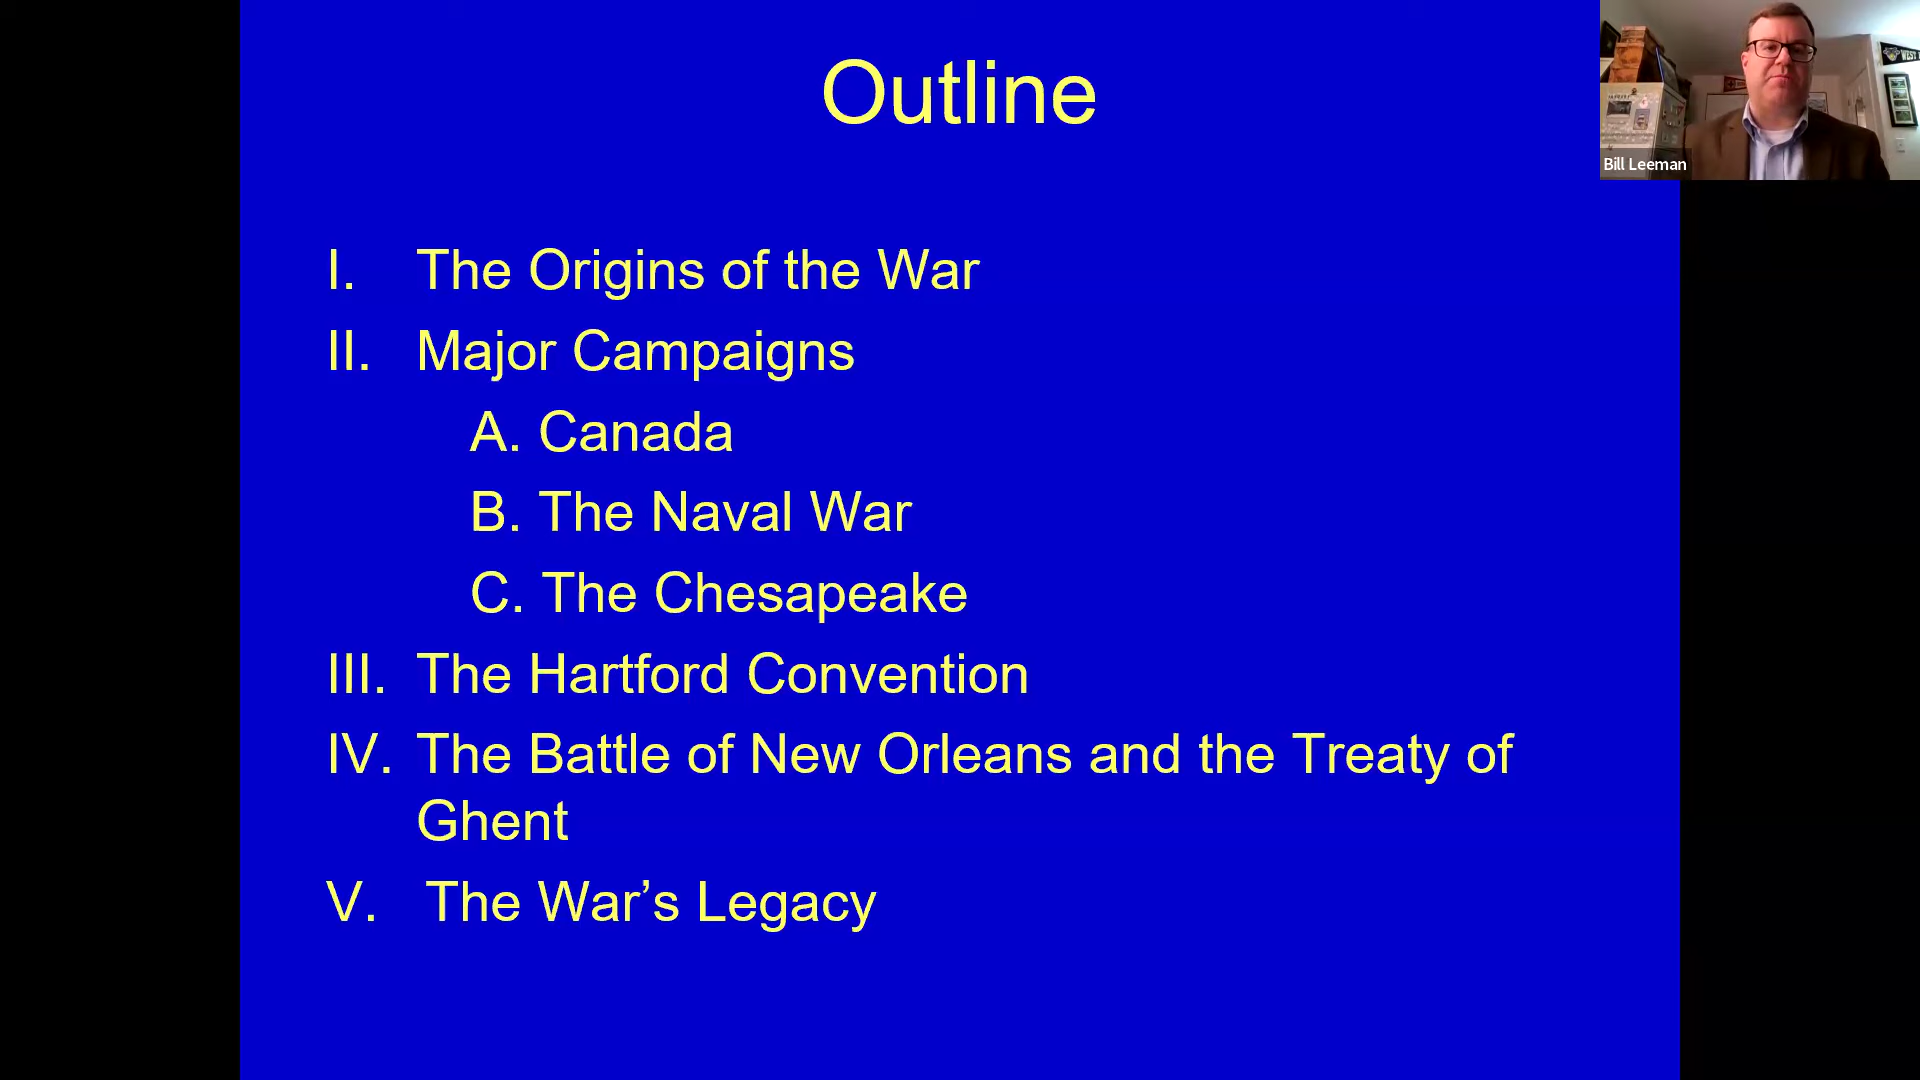 Outline
I. The Origins of the War
II. Major Campaigns
A. Canada
B. The Naval War
C. The Chesapeake
III. The Hartford Convention
IV. The Battle of New Orleans and the Treaty of
Ghent
V. The War’s Legacy
WEST
Bill Leeman